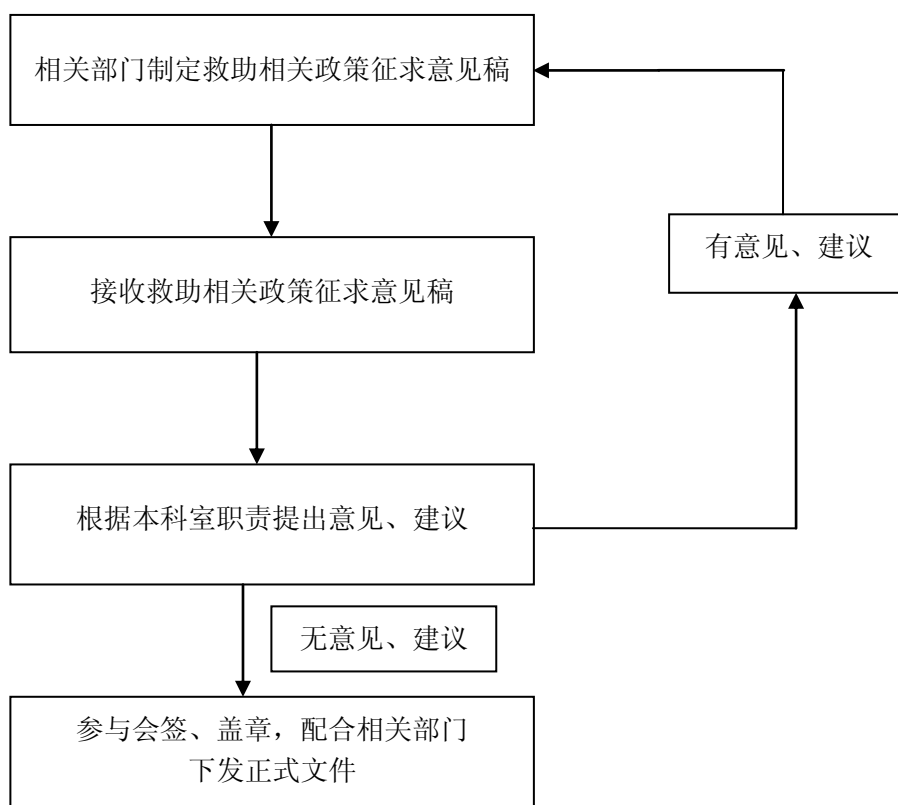 相关部门制定救助相关政策征求意见稿
有意见、建议
接收救助相关政策征求意见稿
根据本科室职责提出意见、建议
无意见、建议
参与会签、盖章，配合相关部门
下发正式文件